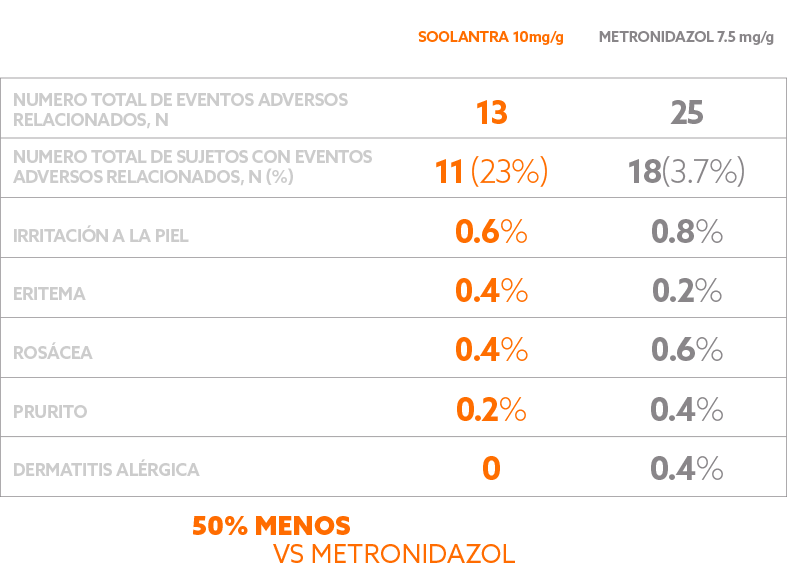 SOOLANTRA 10mg/g METRONIDAZOL 7.5 mg/g
NUMERO TOTAL DE EVENTOS ADVERSOS
RELACIONADOS, N 13 25
NUMERO TOTAL DE SUJETOS CON EVENTOS
ADVERSOS RELACIONADOS, N (%) 11 (23%) 18(3.7%)
IRRITACIÓN A LA PIEL 0.6% 0.8%
ERITEMA 0.4% 0.2%
ROSÁCEA 0.4% 0.6%
PRURITO 0.2% 0.4%
DERMATITIS ALÉRGICA 0 0.4%
50% MENOS
VS METRONIDAZOL